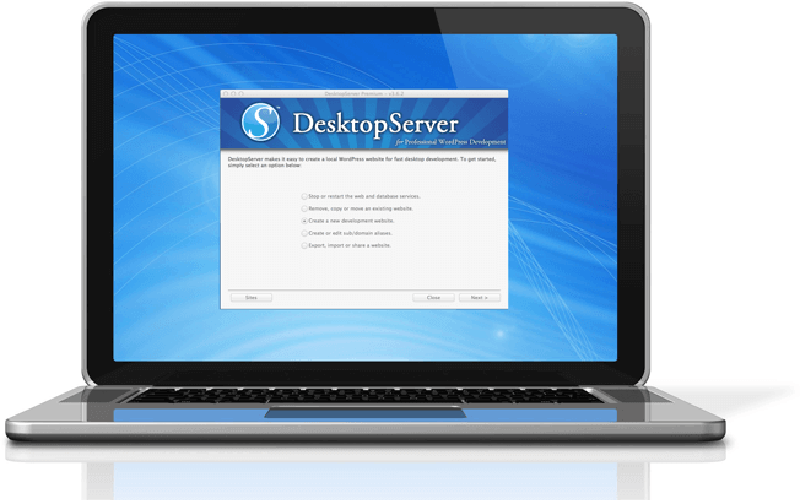 DesktopServer Premium - v3.6.2
DesktopServer
for Professional WordPress Development
DesktopServer makes it easy to create a local WordPress website for fast desktop development. To get started,
simply select an option below:
Stop or restart the web and database services.
Remove, copy or move an existing website.
Create a new development website.
Create or edit sub/domain aliases.
Export, import or share a website.
Sites
Close
Next >